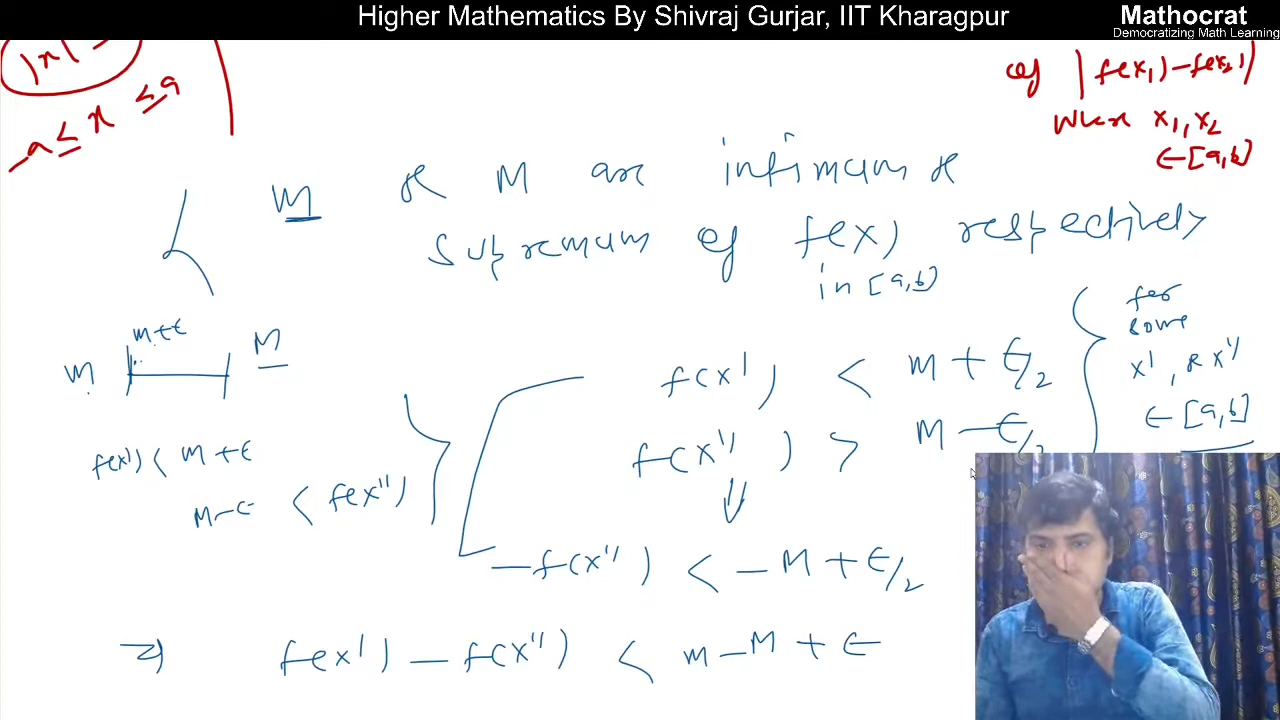 Higher Mathematics By Shivraj Gurjar, IIT Kharagpur
Mathocrat
Democratizing Math Learning
|x|
-a ≤ x ≤ a
of |f(x₁) - f(x₂)|
where x₁, x₂
∈ [a,b]
m & M are infimum &
supremum of f(x) respectively
in [a,b]
m+ε
m M
f(x') < m+ε
M-ε < f(x'')
f(x') < m + ε/2
f(x'') > M - ε/2
for
some
x', & x''
∈ [a,b]
-f(x'') < -M + ε/2
⇒ f(x') - f(x'') < m - M + ε